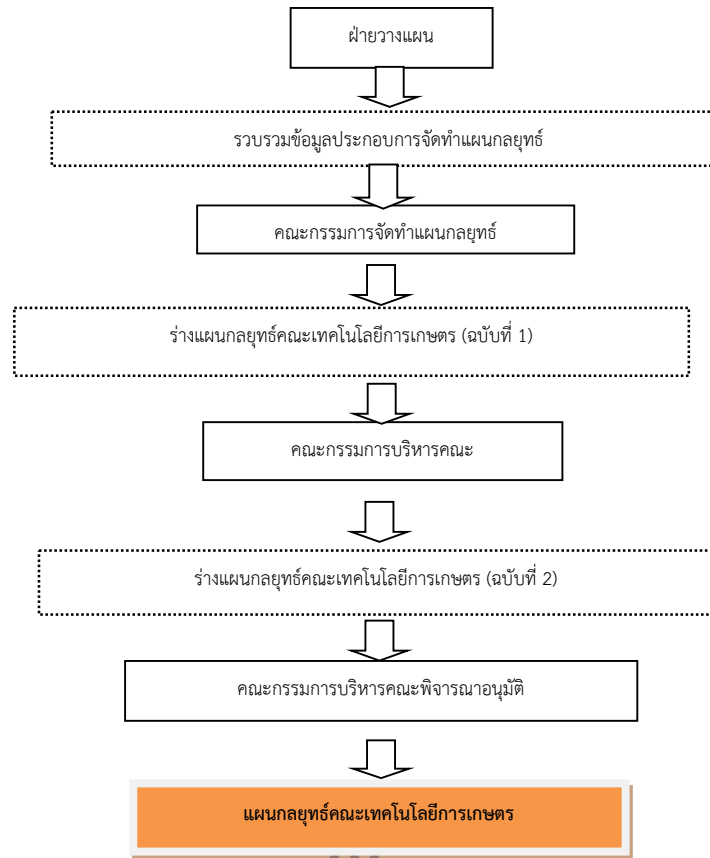 ฝ่ายวางแผน
รวบรวมข้อมูลประกอบการจัดทำแผนกลยุทธ์
คณะกรรมการจัดทำแผนกลยุทธ์
ร่างแผนกลยุทธ์คณะเทคโนโลยีการเกษตร (ฉบับที่ 1)
คณะกรรมการบริหารคณะ
ร่างแผนกลยุทธ์คณะเทคโนโลยีการเกษตร (ฉบับที่ 2)
คณะกรรมการบริหารคณะพิจารณาอนุมัติ
แผนกลยุทธ์คณะเทคโนโลยีการเกษตร